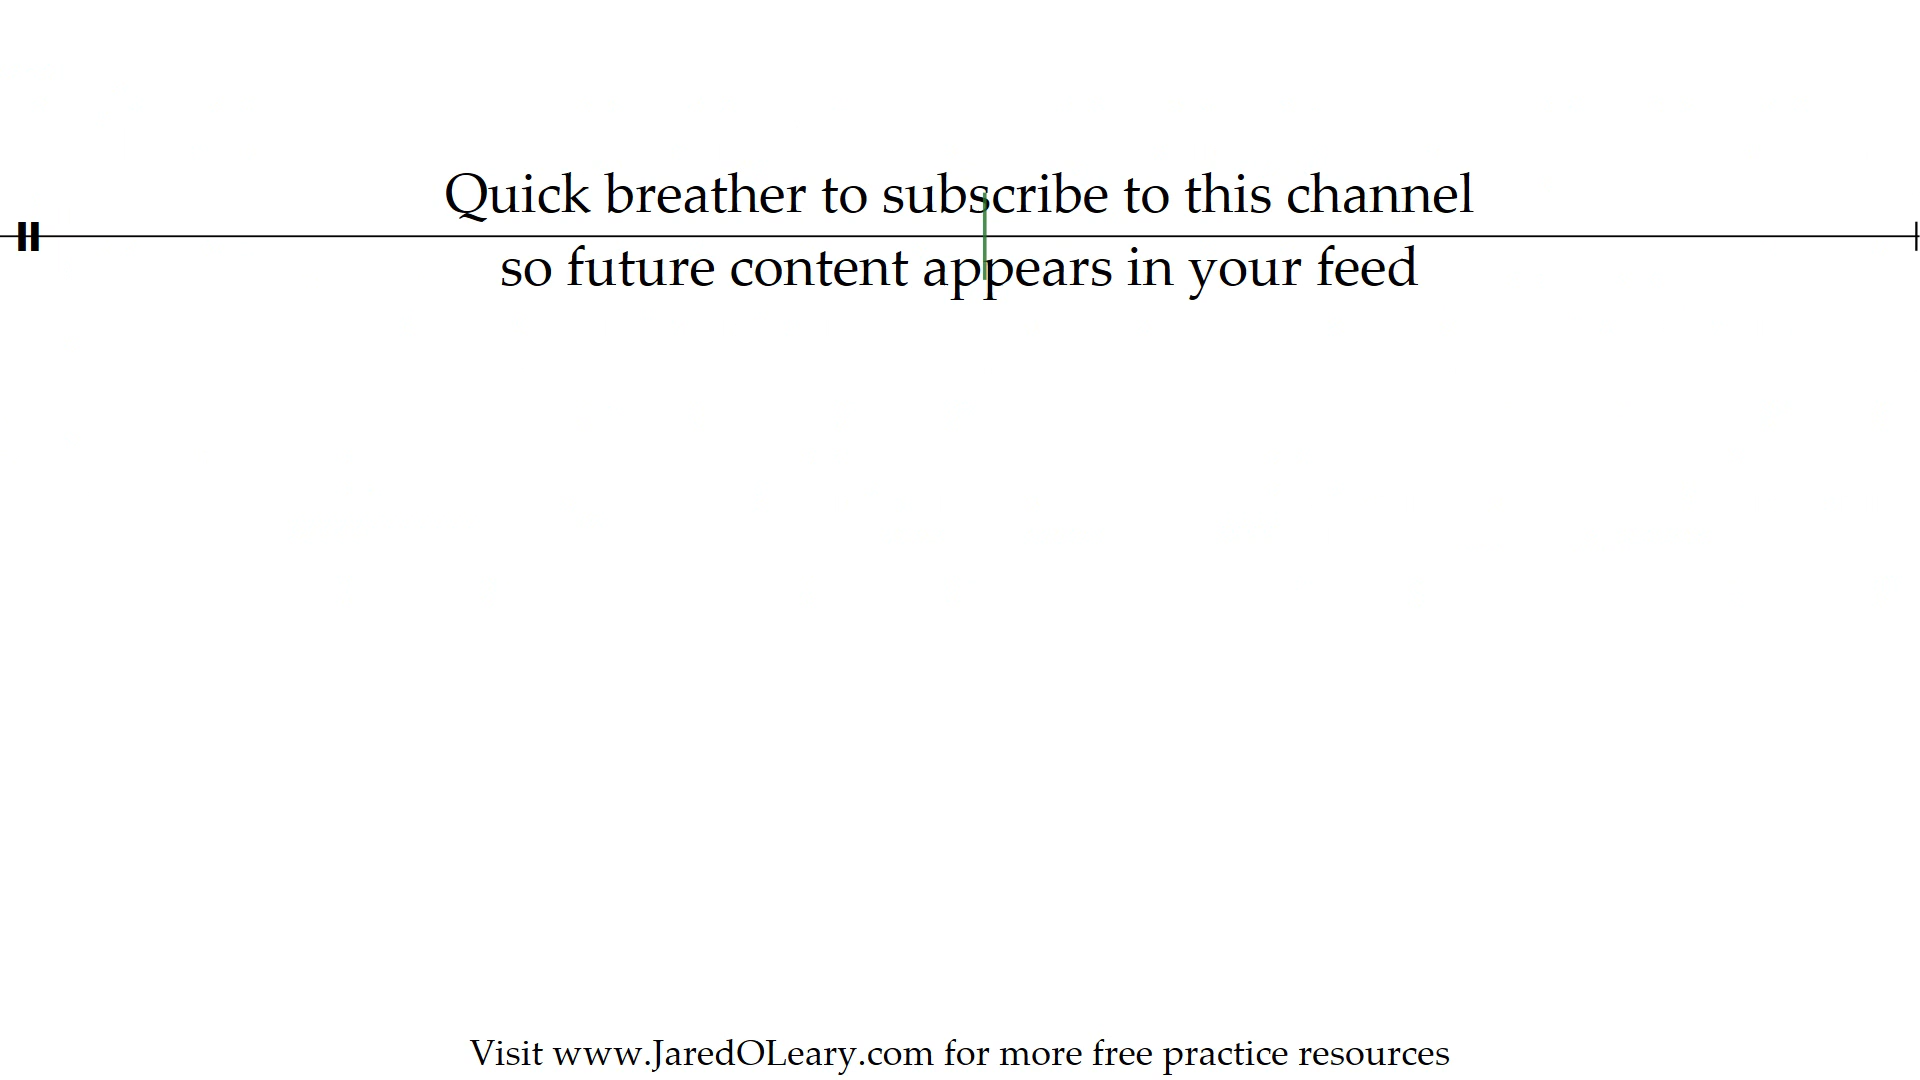 Quick breather to subscribe to this channel
so future content appears in your feed
Visit www.JaredOLeary.com for more free practice resources